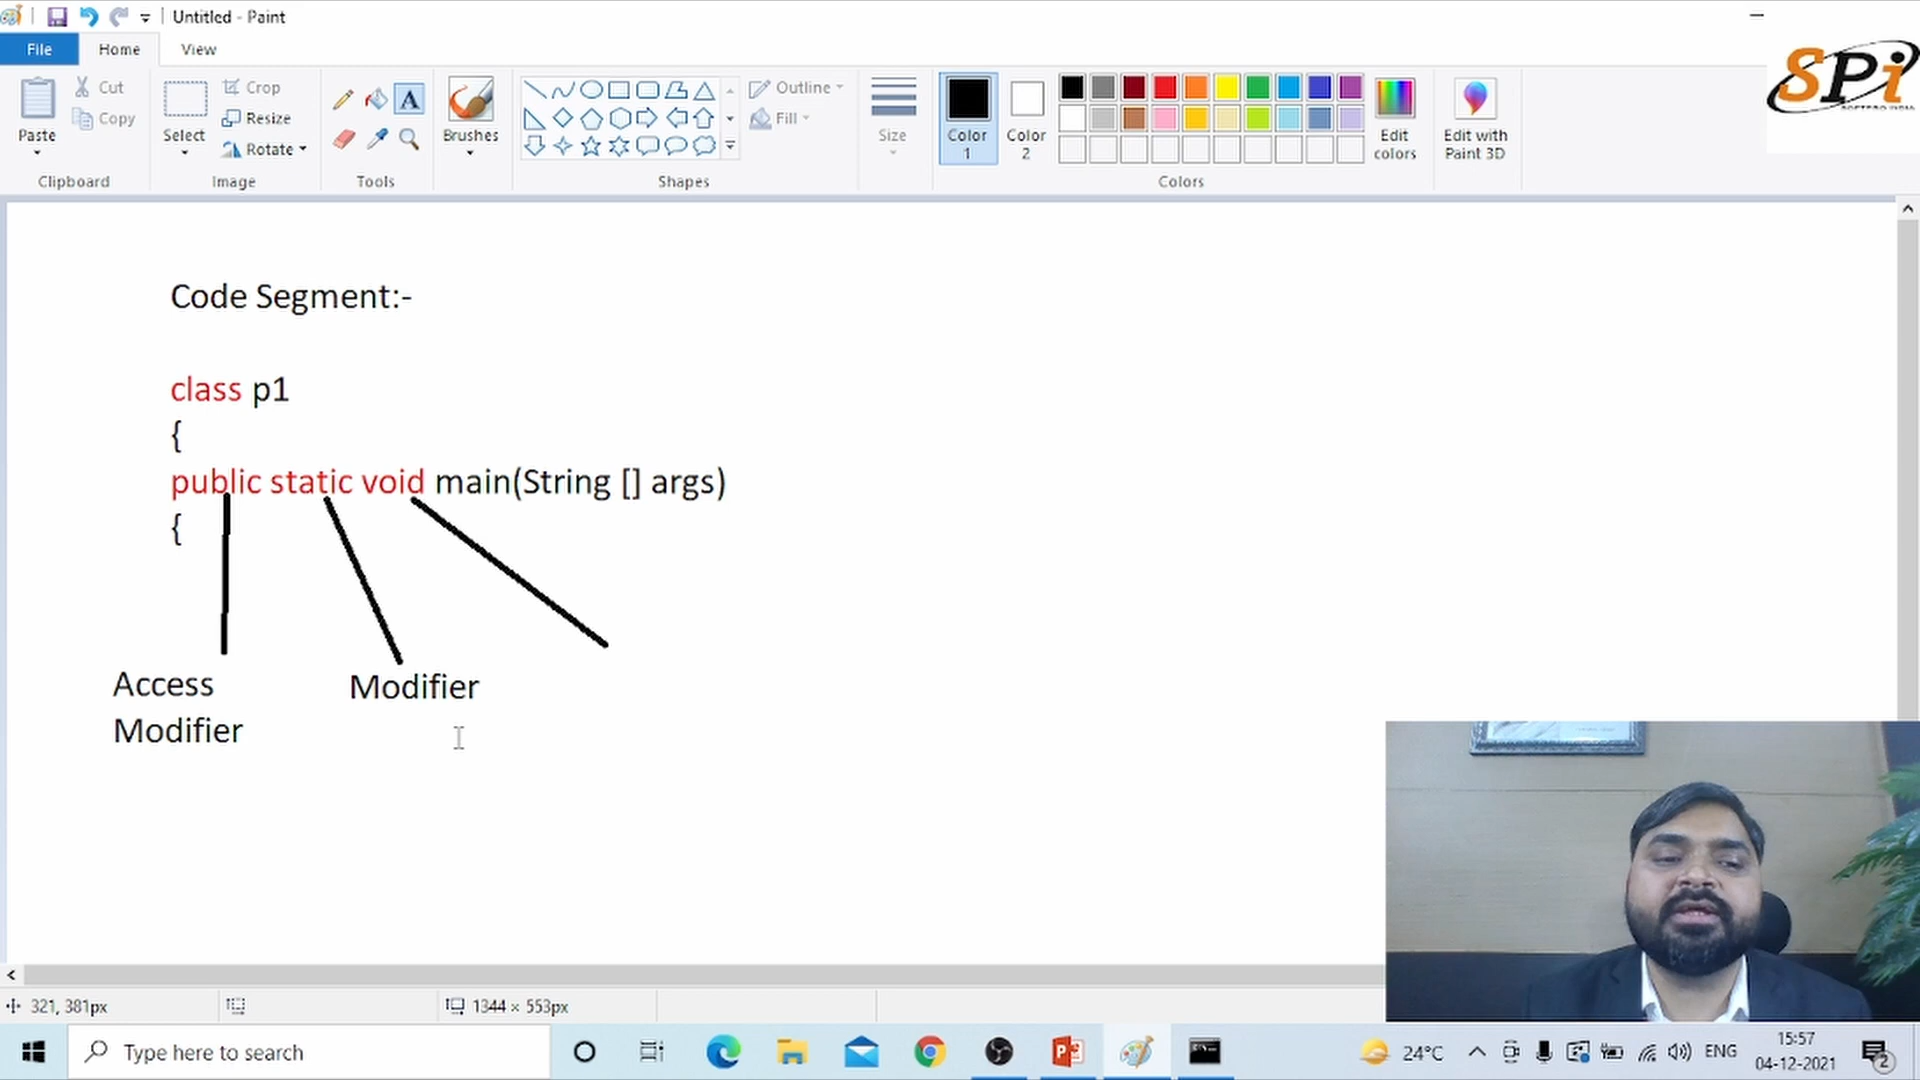 Untitled - Paint
File Home View
Paste
Cut
Copy
Clipboard
Select
Crop
Resize
Rotate
Image
Tools
Brushes
Shapes
Outline
Fill
Size
Color 1
Color 2
Edit colors
Edit with Paint 3D
Colors
SPi
Code Segment:-
class p1
{
public static void main(String [] args)
{
Access
Modifier
Modifier
321, 381px
1344 × 553px
Type here to search
24°C
ENG
15:57
04-12-2021
2